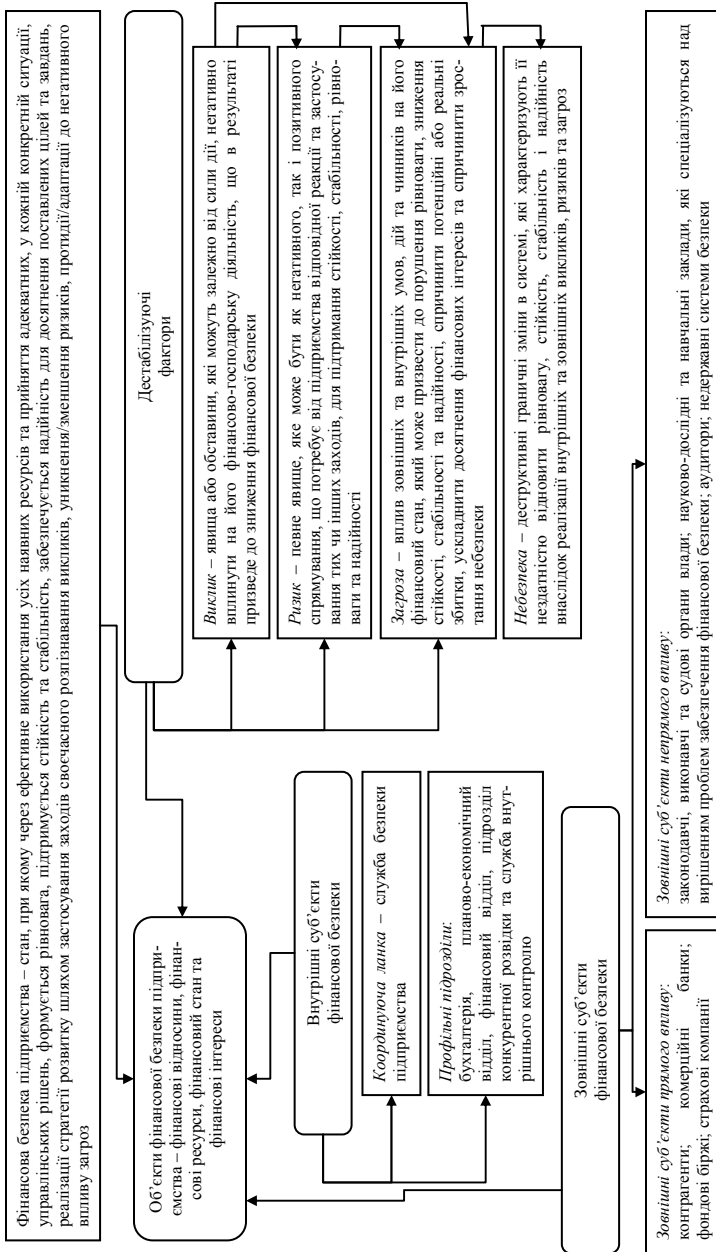 Фінансова безпека підприємства – стан, при якому через ефективне використання усіх наявних ресурсів та прийняття адекватних, у кожній конкретній ситуації,
управлінських рішень, формується рівновага, підтримується стійкість та стабільність, забезпечується надійність для досягнення поставлених цілей та завдань,
реалізації стратегії розвитку шляхом застосування заходів своєчасного розпізнавання викликів, уникнення/зменшення ризиків, протидії/адаптації до негативного
впливу загроз
Об’єкти фінансової безпеки підпри-
ємства – фінансові відносини, фінан-
сові ресурси, фінансовий стан та
фінансові інтереси
Дестабілізуючі
фактори
Виклик – явища або обставини, які можуть залежно від сили дії, негативно
вплинути на його фінансово-господарську діяльність, що в результаті
призведе до зниження фінансової безпеки
Ризик – певне явище, яке може бути як негативного, так і позитивного
спрямування, що потребує від підприємства відповідної реакції та застосу-
вання тих чи інших заходів, для підтримання стійкості, стабільності, рівно-
ваги та надійності
Загроза – вплив зовнішніх та внутрішніх умов, дій та чинників на його
фінансовий стан, який може призвести до порушення рівноваги, зниження
стійкості, стабільності та надійності, спричинити потенційні або реальні
збитки, ускладнити досягнення фінансових інтересів та спричинити зрос-
тання небезпеки
Небезпека – деструктивні граничні зміни в системі, які характеризують її
нездатністю відновити рівновагу, стійкість, стабільність і надійність
внаслідок реалізації внутрішніх та зовнішніх викликів, ризиків та загроз
Внутрішні суб’єкти
фінансової безпеки
Координуюча ланка – служба безпеки
підприємства
Профільні підрозділи:
бухгалтерія, планово-економічний
відділ, фінансовий відділ, підрозділ
конкурентної розвідки та служба внут-
рішнього контролю
Зовнішні суб’єкти
фінансової безпеки
Зовнішні суб’єкти прямого впливу:
контрагенти; комерційні банки;
фондові біржі; страхові компанії
Зовнішні суб’єкти непрямого впливу:
законодавчі, виконавчі та судові органи влади; науково-дослідні та навчальні заклади, які спеціалізуються над
вирішенням проблем забезпечення фінансової безпеки; аудитори; недержавні системи безпеки